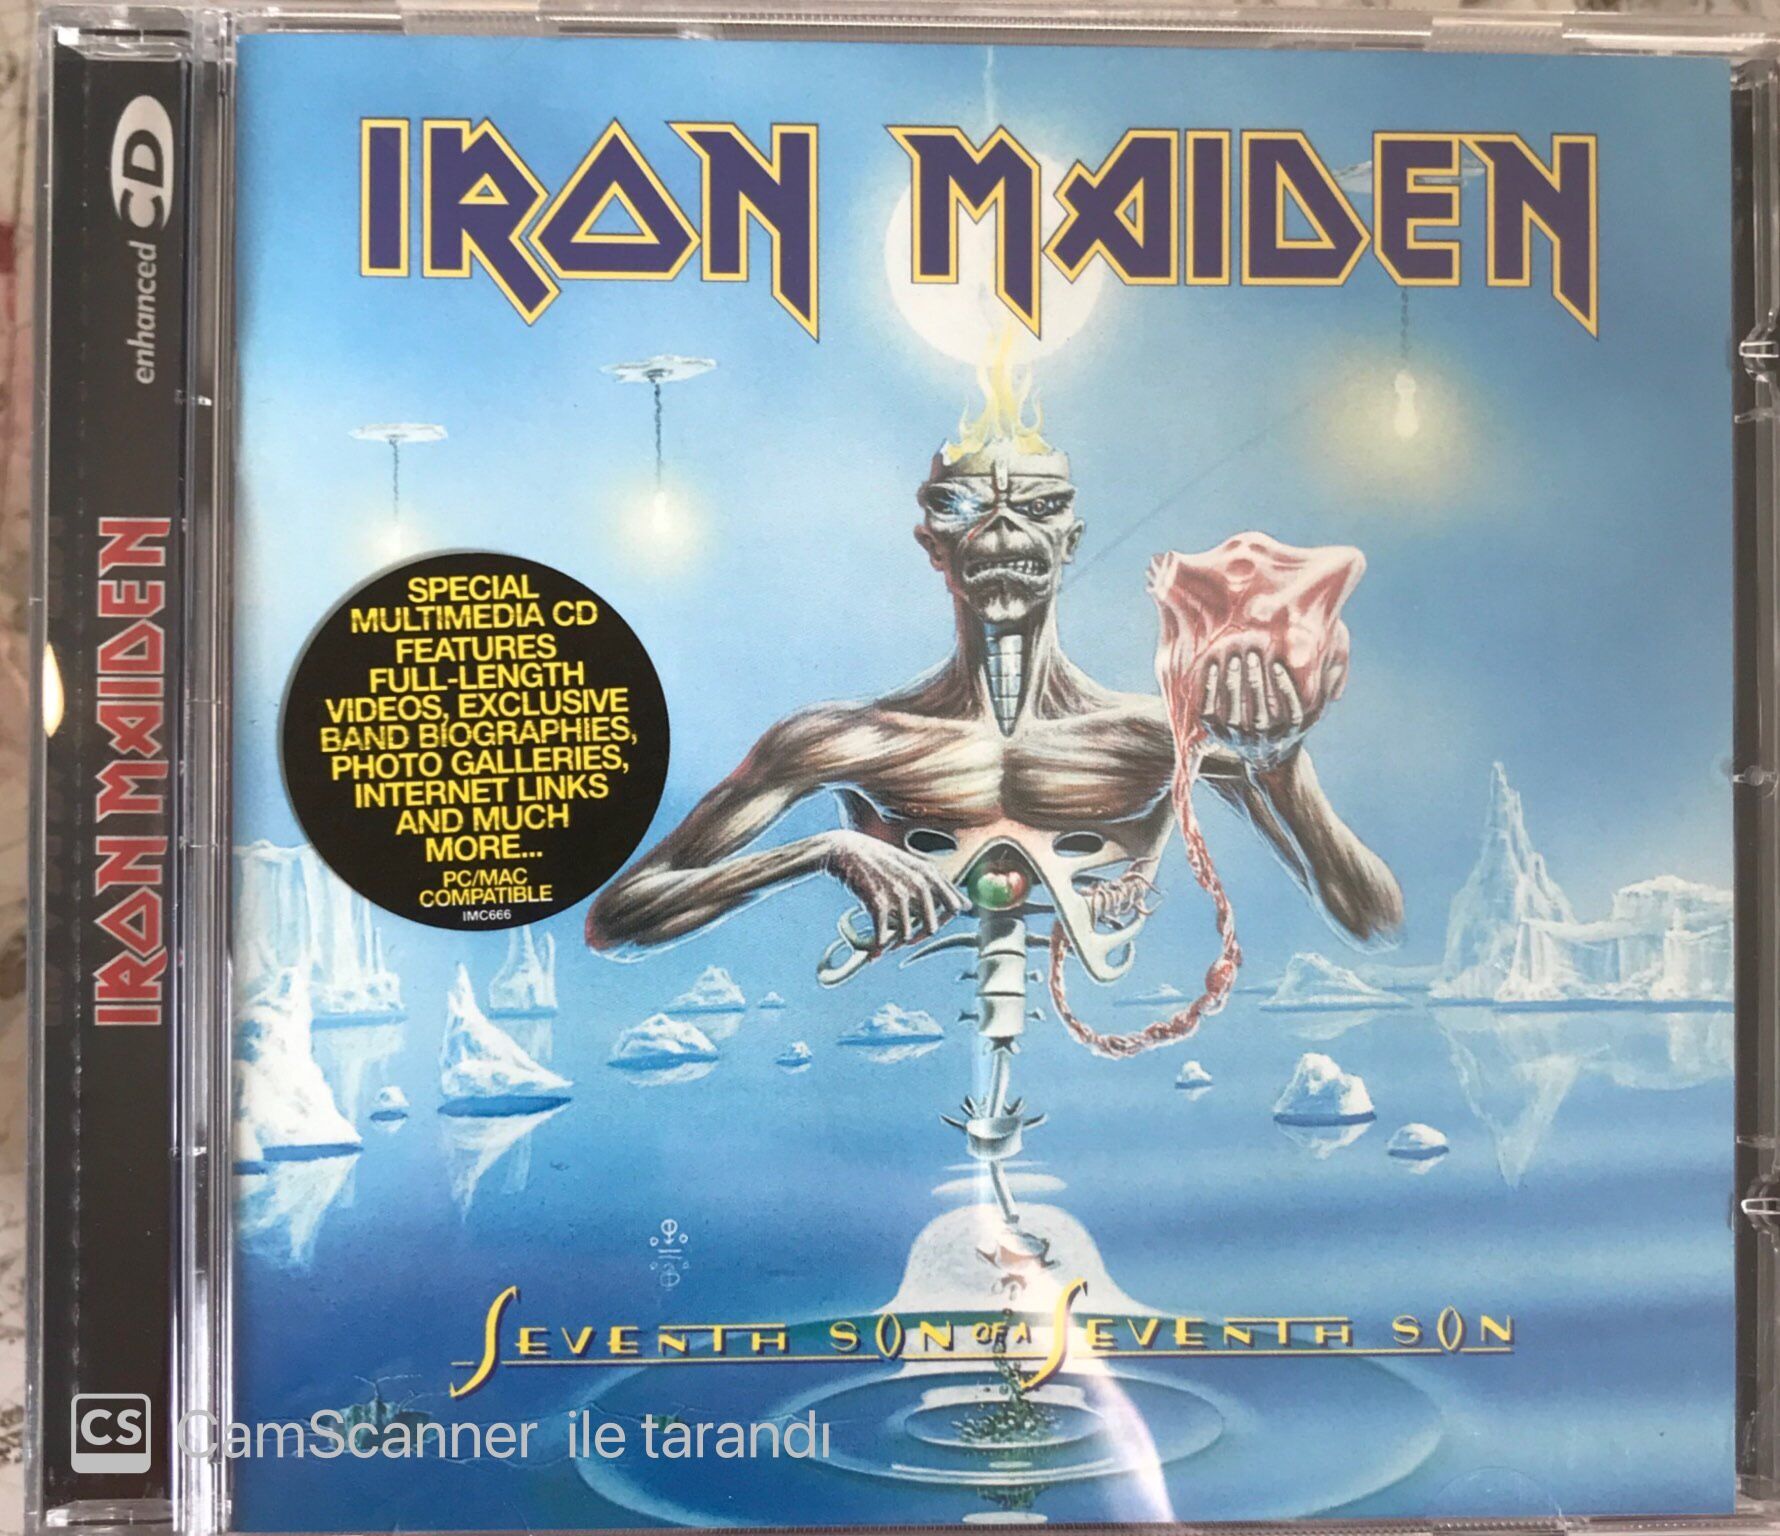 enhanced CD
IRON MAIDEN
IRON MAIDEN
SPECIAL
MULTIMEDIA CD
FEATURES
FULL-LENGTH
VIDEOS, EXCLUSIVE
BAND BIOGRAPHIES,
PHOTO GALLERIES,
INTERNET LINKS
AND MUCH
MORE...
PC/MAC
COMPATIBLE
IMC666
SEVENTH SON OF A SEVENTH SON
CS CamScanner ile tarandı